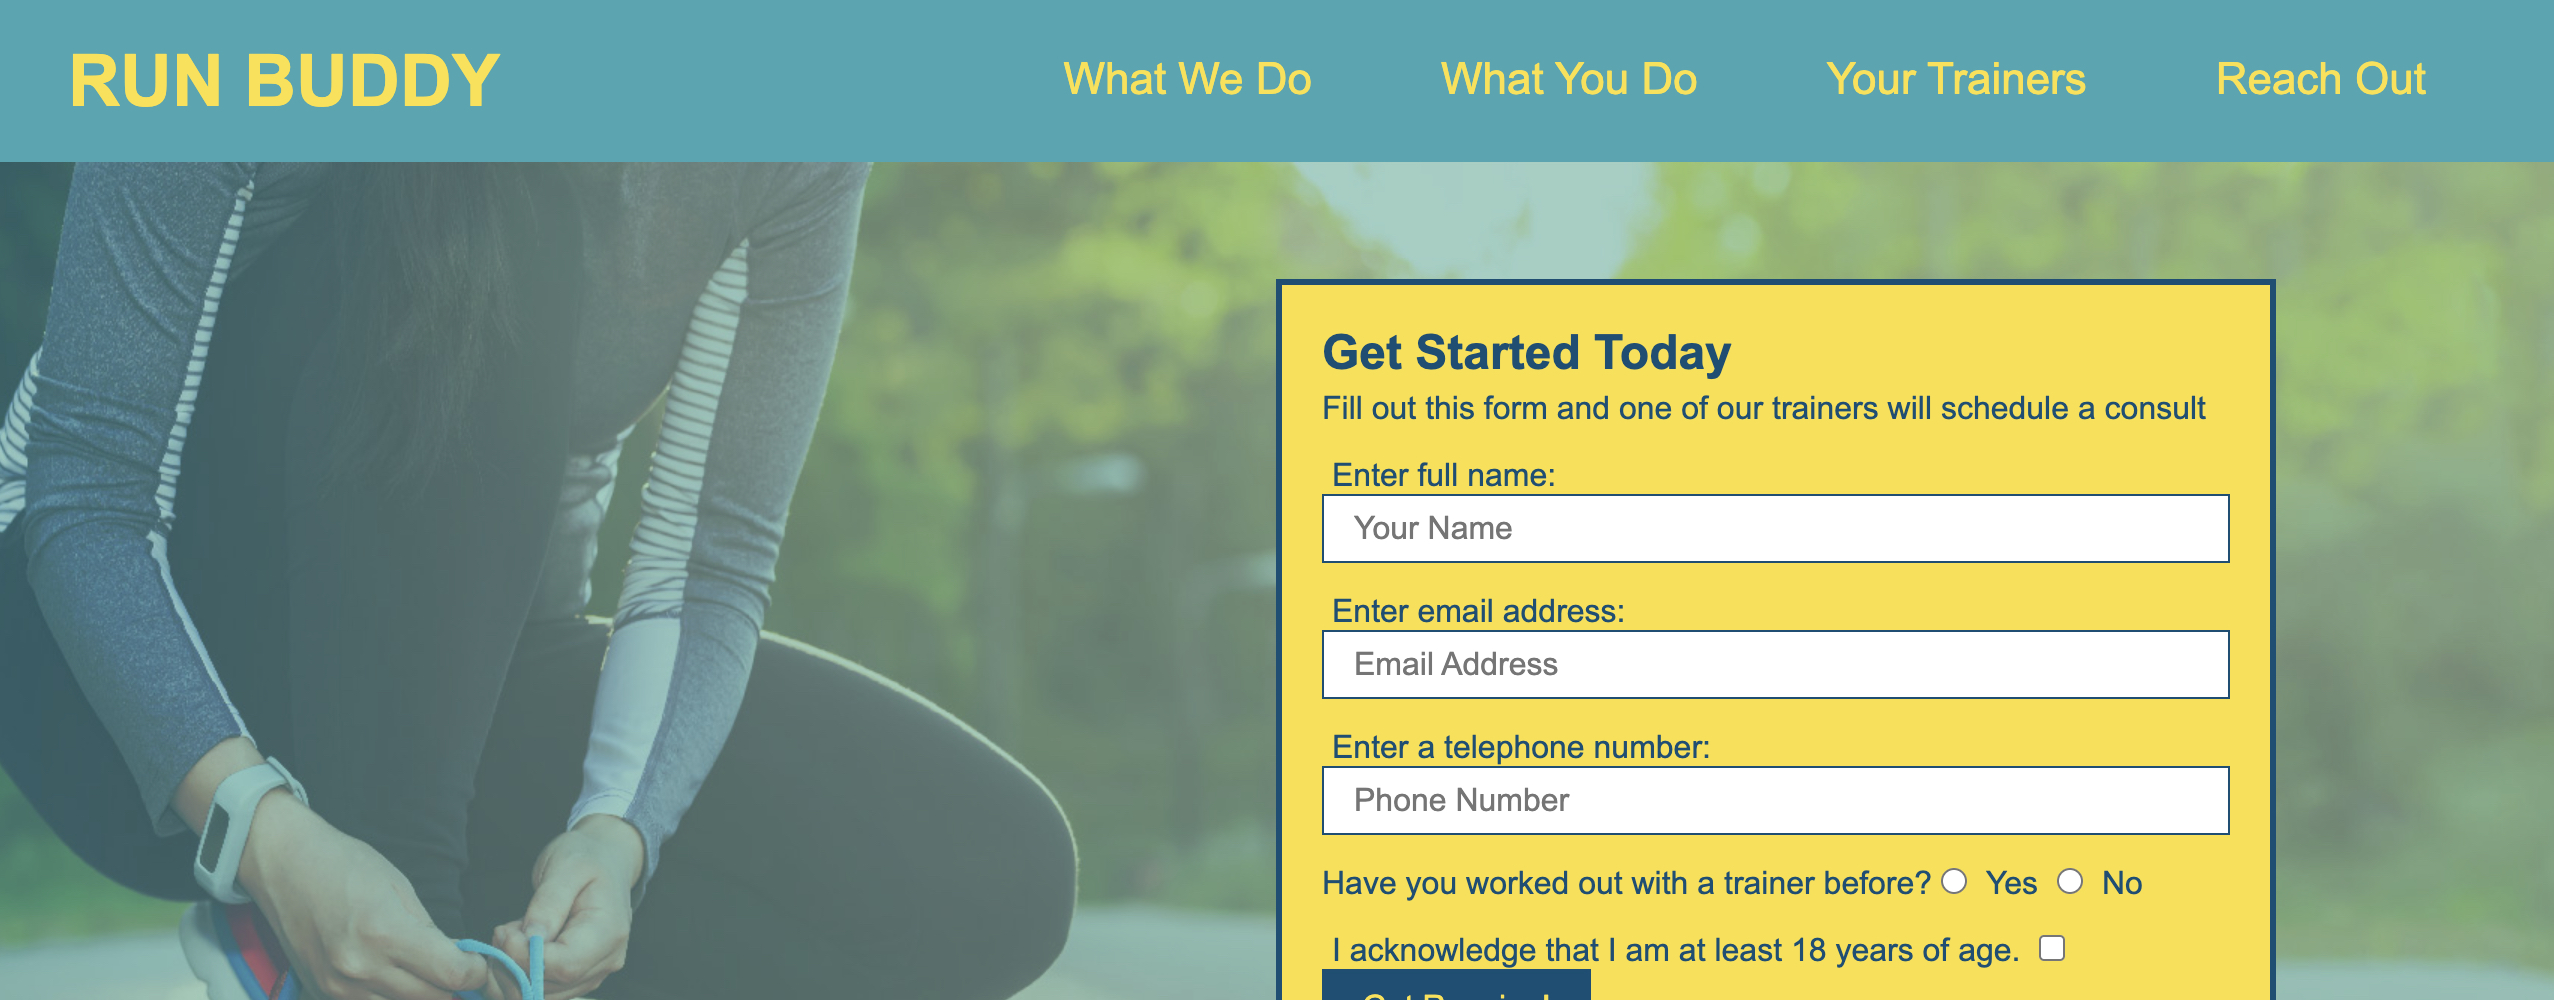 RUN BUDDY
What We Do What You Do Your Trainers Reach Out
Get Started Today
Fill out this form and one of our trainers will schedule a consult
Enter full name:
Your Name
Enter email address:
Email Address
Enter a telephone number:
Phone Number
Have you worked out with a trainer before? Yes No
I acknowledge that I am at least 18 years of age.